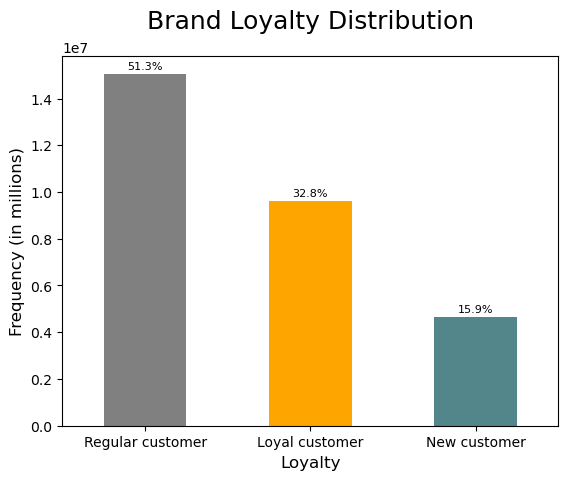 Brand Loyalty Distribution
1e7
51.3%
32.8%
15.9%
1.4
1.2
1.0
0.8
0.6
0.4
0.2
0.0
Frequency (in millions)
Regular customer
Loyal customer
New customer
Loyalty